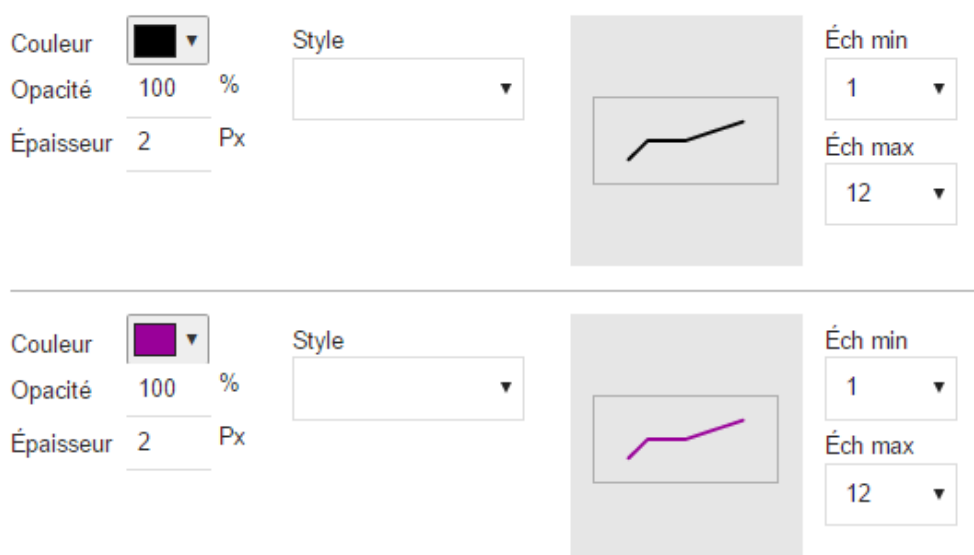 Couleur
Style
Éch min
Opacité 100 %
1
Épaisseur 2 Px
Éch max
12
Couleur
Style
Éch min
Opacité 100 %
1
Épaisseur 2 Px
Éch max
12